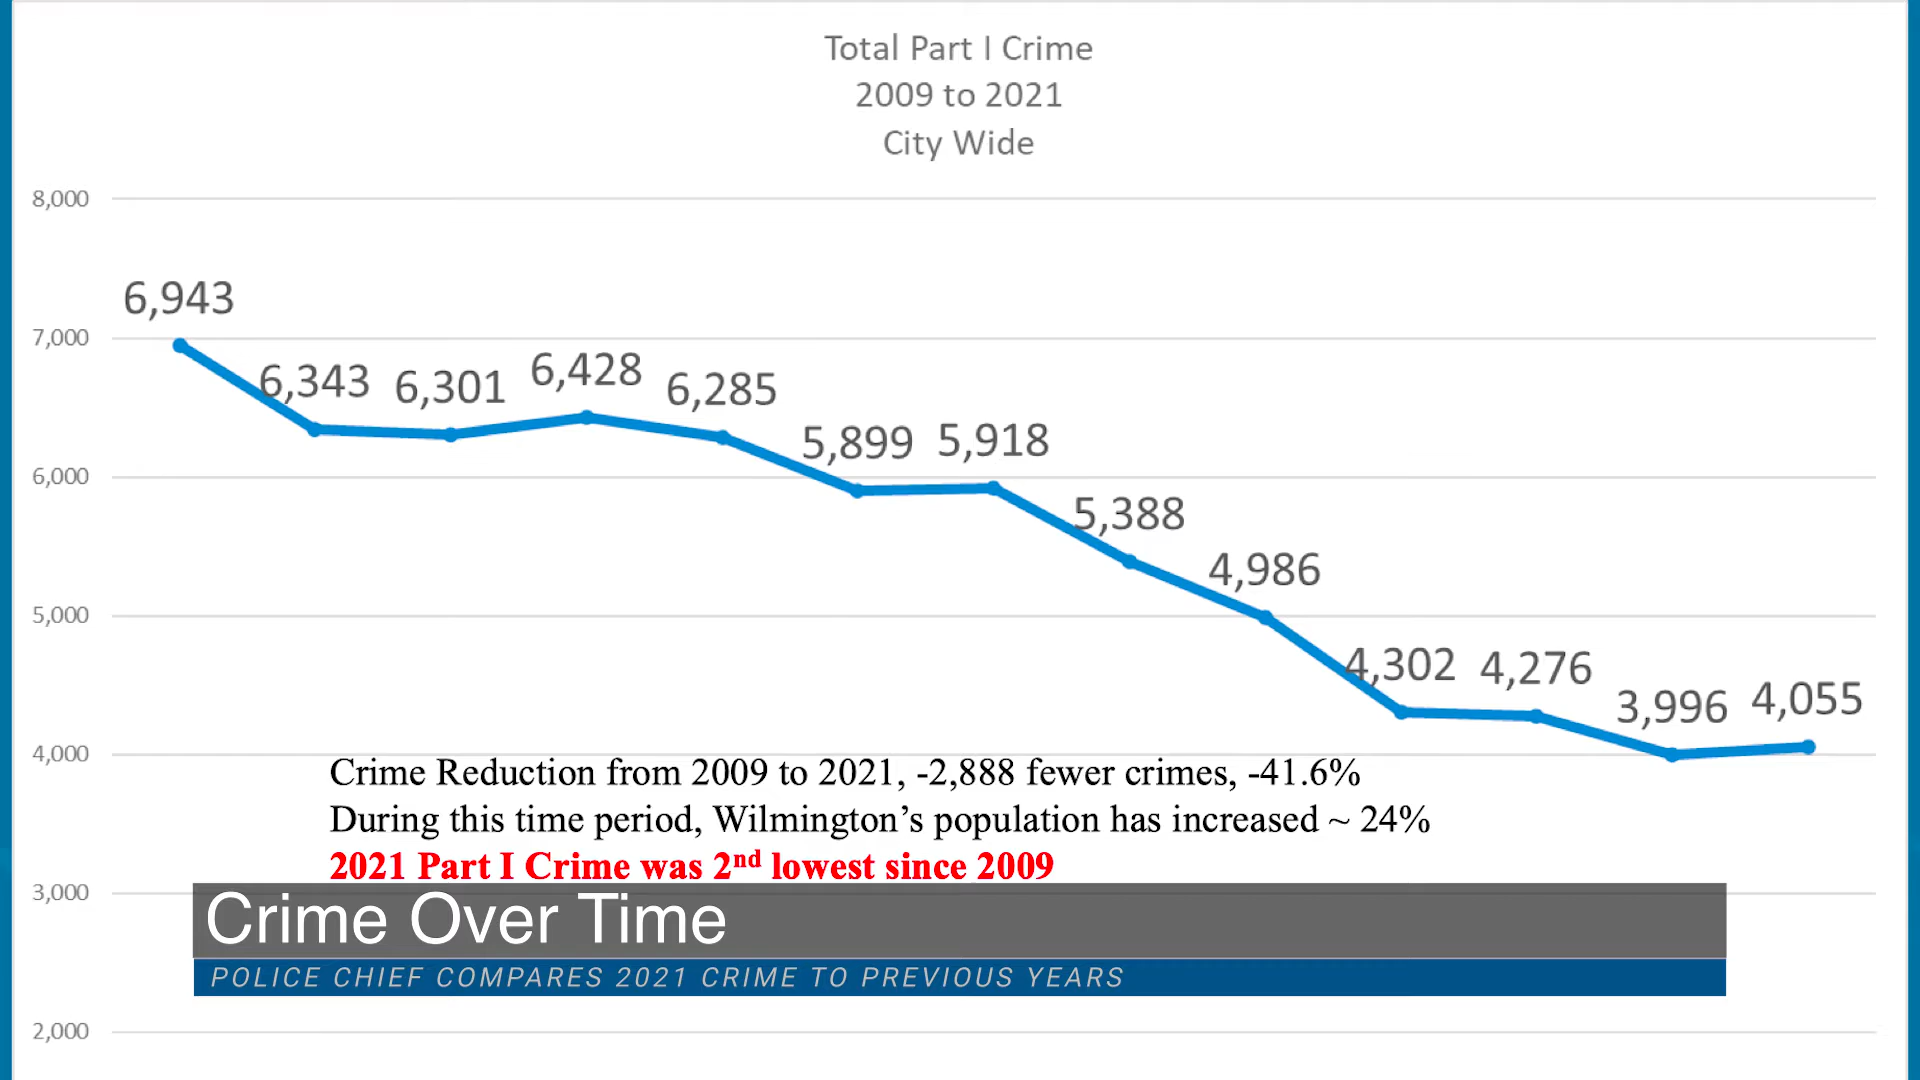 Total Part I Crime
2009 to 2021
City Wide
8,000
7,000
6,000
5,000
4,000
3,000
2,000
6,943
6,343
6,301
6,428
6,285
5,899
5,918
5,388
4,986
4,302
4,276
3,996
4,055
Crime Reduction from 2009 to 2021, -2,888 fewer crimes, -41.6%
During this time period, Wilmington’s population has increased ~ 24%
2021 Part I Crime was 2nd lowest since 2009
Crime Over Time
POLICE CHIEF COMPARES 2021 CRIME TO PREVIOUS YEARS